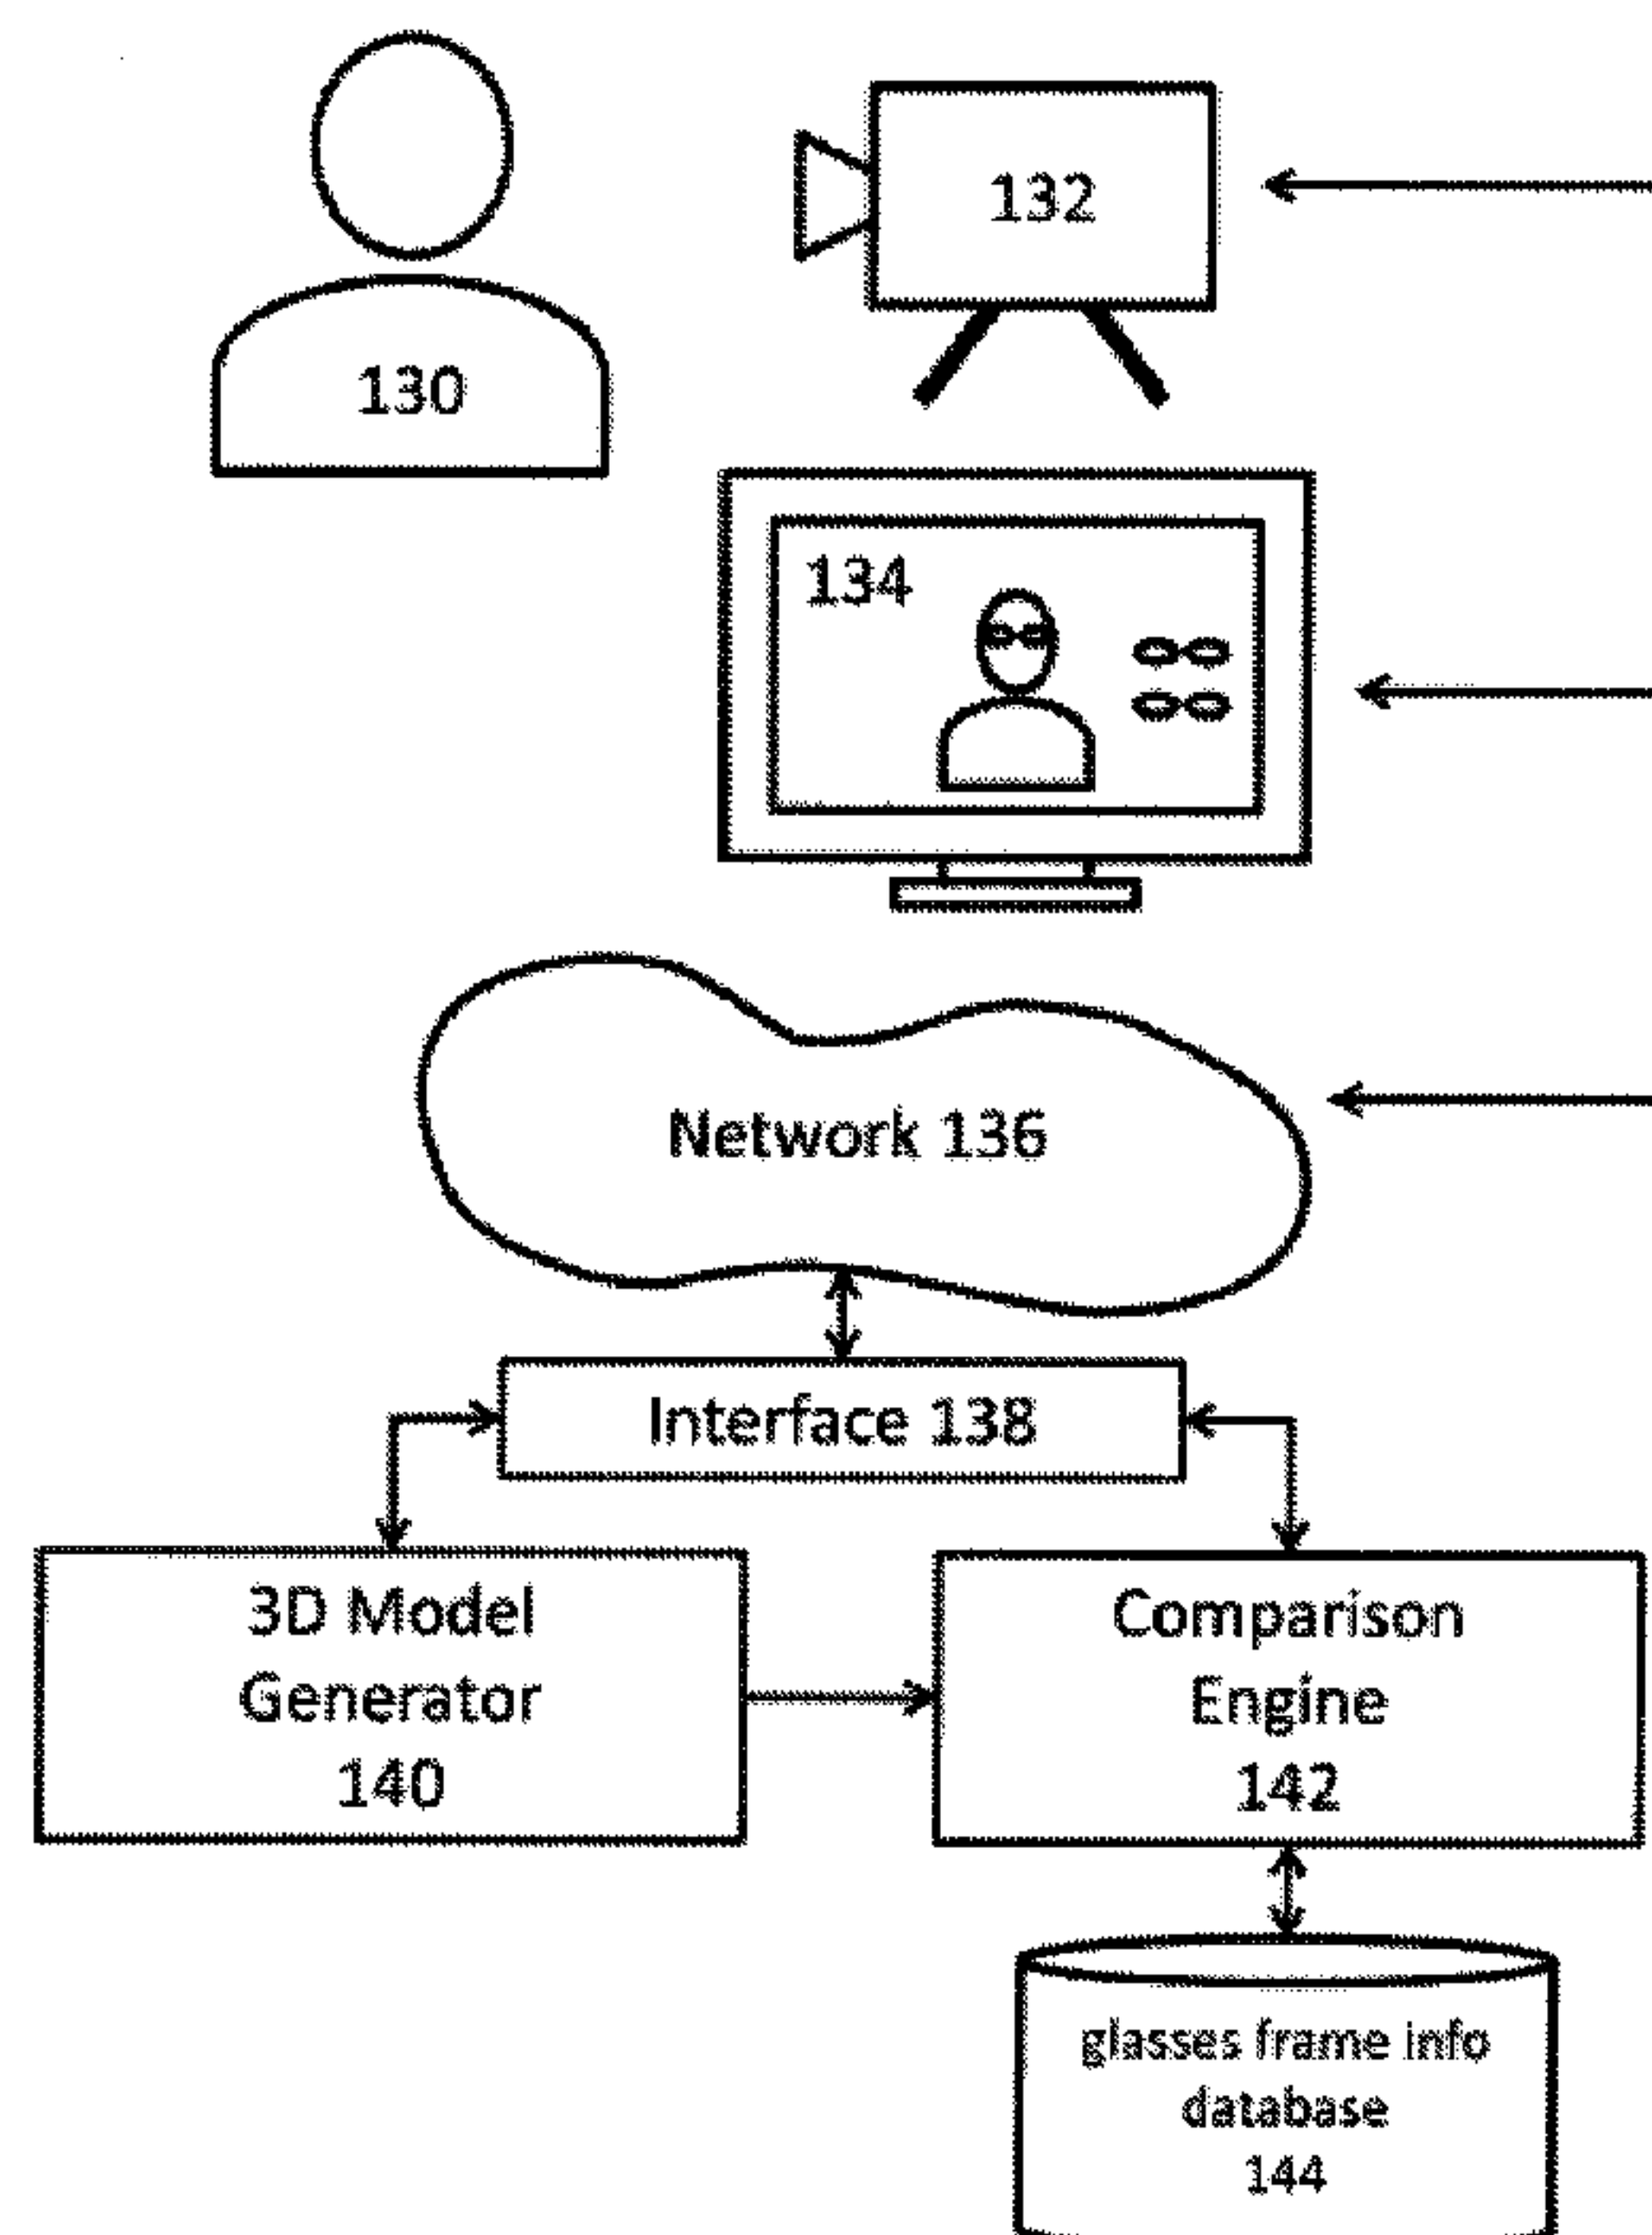 132
130
134
Network 136
Interface 138
3D Model
Generator
140
Comparison
Engine
142
glasses frame info
database
144